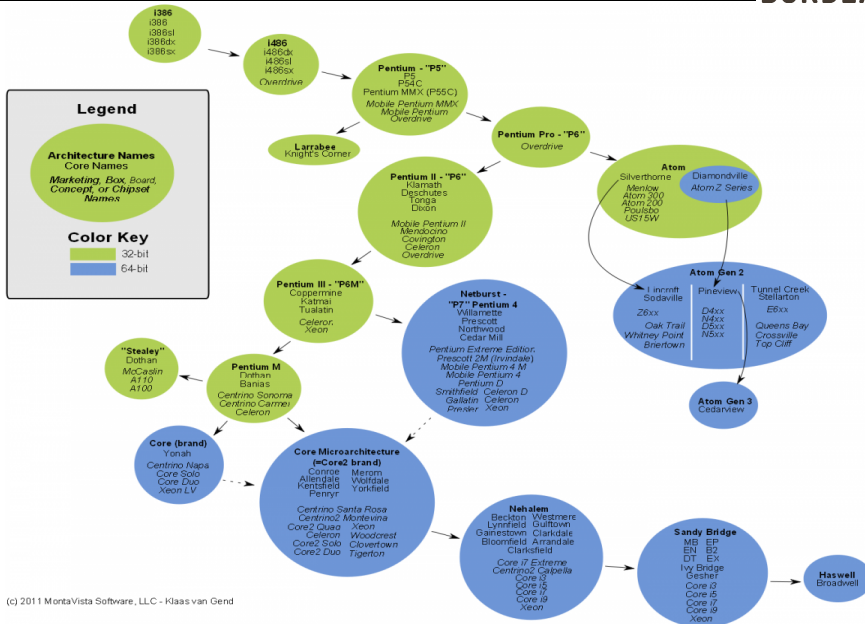 i386
i386
i386sl
i386dx
i386sx
i486
i486dx
i486sl
i486sx
Overdrive
Pentium - "P5"
P5
P54C
Pentium MMX (P55C)
Mobile Pentium MMX
Mobile Pentium
Overdrive
Larrabee
Knight's Corner
Pentium Pro - "P6"
Overdrive
Legend
Architecture Names
Core Names
Marketing, Box, Board,
Concept, or Chipset
Names
Color Key
32-bit
64-bit
Pentium II - "P6"
Klamath
Deschutes
Tonga
Dixon
Mobile Pentium II
Mendocino
Covington
Celeron
Overdrive
Atom
Silverthorne
Menlow
Atom 300
Atom 200
Poulsbo
US15W
Diamondville
Atom Z Series
Pentium III - "P6M"
Coppermine
Katmai
Tualatin
Celeron
Xeon
Netburst -
"P7" Pentium 4
Willamette
Prescott
Northwood
Cedar Mill
Pentium Extreme Edition
Prescott 2M (Irvindale)
Mobile Pentium 4 M
Mobile Pentium 4
Pentium D
Smithfield Celeron D
Gallatin Celeron
Presler Xeon
Atom Gen 2
Lincroft
Sodaville
Z6xx
Oak Trail
Whitney Point
Briertown
Pineview
D4xx
N4xx
D5xx
N5xx
Tunnel Creek
Stellarton
E6xx
Queens Bay
Crossville
Top Cliff
Atom Gen 3
Cedarview
"Stealey"
Dothan
McCaslin
A110
A100
Pentium M
Dothan
Banias
Centrino Sonoma
Centrino Carmel
Celeron
Core (brand)
Yonah
Centrino Napa
Core Solo
Core Duo
Xeon LV
Core Microarchitecture
(=Core2 brand)
Conroe Merom
Allendale Wolfdale
Kentsfield Yorkfield
Penryn
Centrino Santa Rosa
Centrino2 Montevina
Core2 Quad Xeon
Celeron Woodcrest
Core2 Solo Clovertown
Core2 Duo Tigerton
Nehalem
Beckton Westmere
Lynnfield Gulftown
Gainestown Clarkdale
Bloomfield Arrandale
Clarksfield
Core i7 Extreme
Centrino2 Calpella
Core i3
Core i5
Core i7
Core i9
Xeon
Sandy Bridge
MB EP
EN B2
DT EX
Ivy Bridge
Gesher
Core i3
Core i5
Core i7
Core i9
Xeon
Haswell
Broadwell
(c) 2011 MontaVista Software, LLC - Klaas van Gend